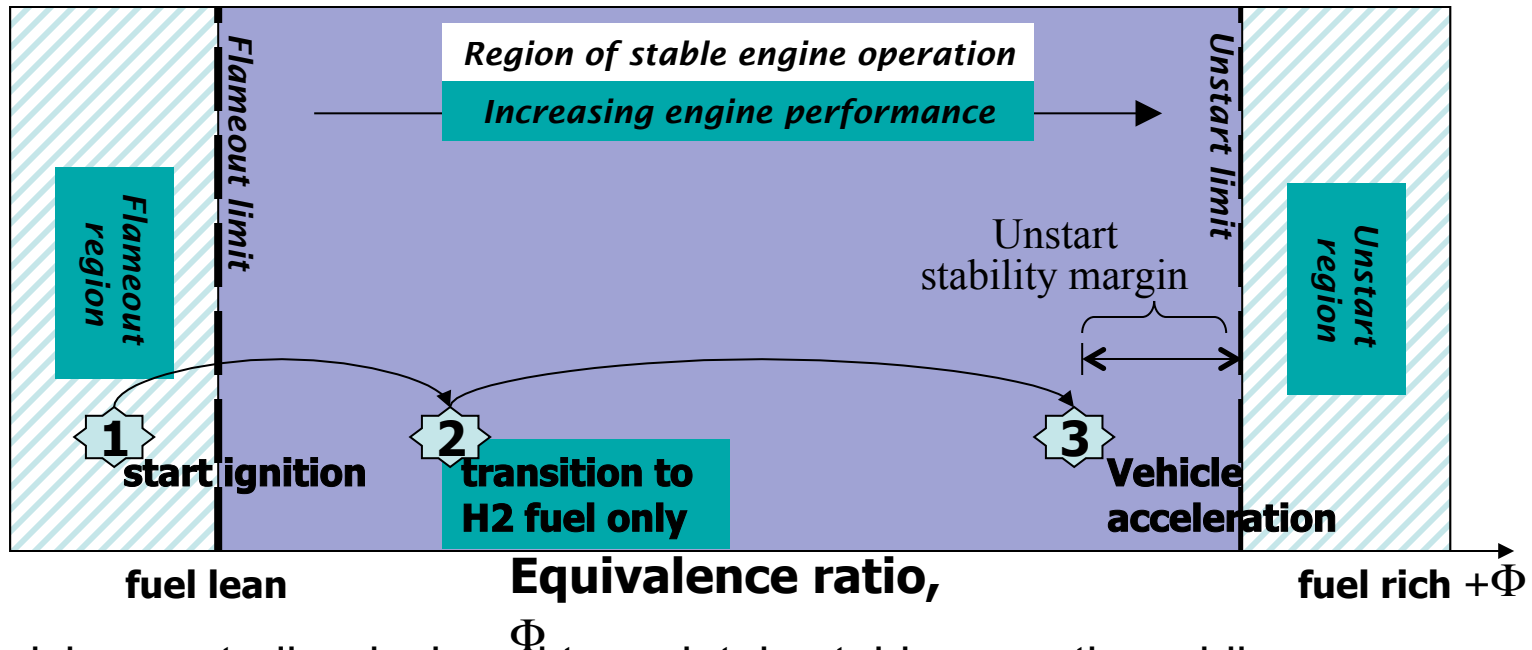 Region of stable engine operation
Increasing engine performance
Flameout limit
Unstart limit
Flameout
region
Unstart
region
Unstart
stability margin
1
start ignition
2
transition to
H2 fuel only
3
Vehicle
acceleration
fuel lean
Equivalence ratio,
Φ
fuel rich +Φ